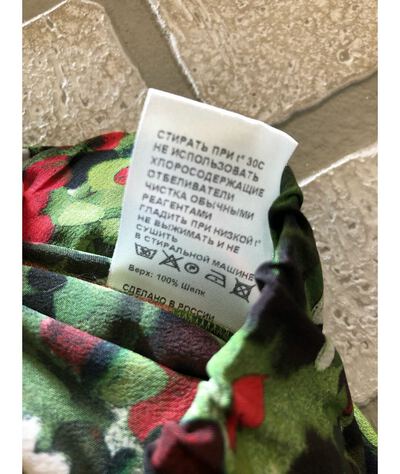 СТИРАТЬ ПРИ t° 30С
НЕ ИСПОЛЬЗОВАТЬ
ХЛОРОСОДЕРЖАЩИЕ
ОТБЕЛИВАТЕЛИ
ЧИСТКА ОБЫЧНЫМИ
РЕАГЕНТАМИ
ГЛАДИТЬ ПРИ НИЗКОЙ t°
НЕ ВЫЖИМАТЬ И НЕ
СУШИТЬ
В СТИРАЛЬНОЙ МАШИНЕ
Верх: 100% Шелк
СДЕЛАНО В РОССИИ